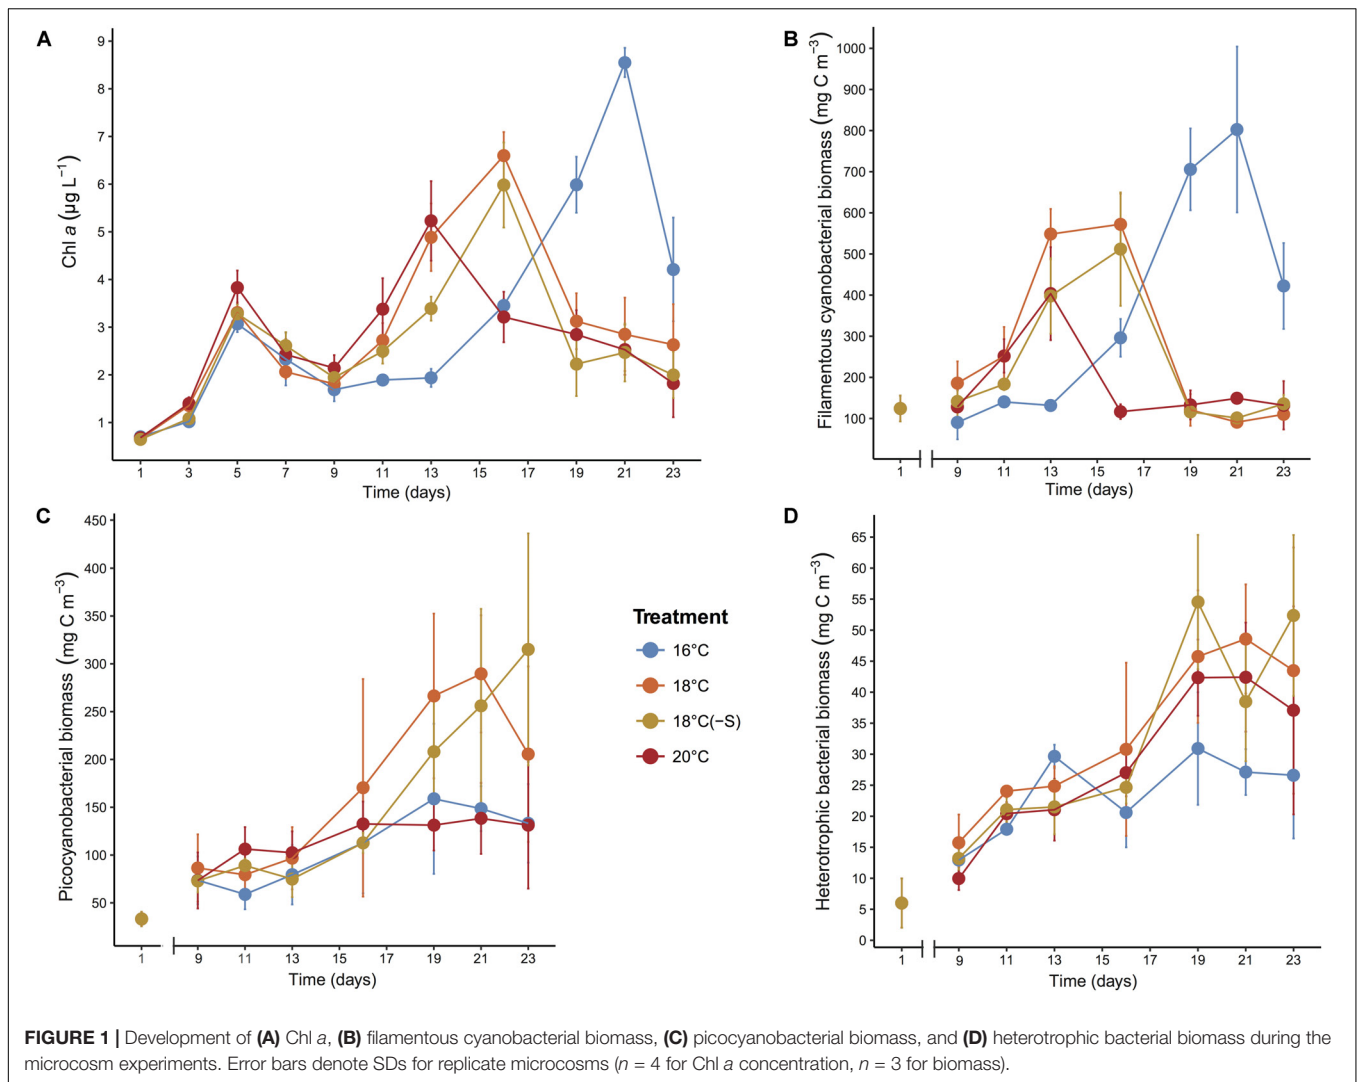 A
Chl a (µg L−1)
9
8
7
6
5
4
3
2
1
1 3 5 7 9 11 13 15 17 19 21 23
Time (days)
B
Filamentous cyanobacterial biomass (mg C m−3)
1000
900
800
700
600
500
400
300
200
100
1 9 11 13 15 17 19 21 23
Time (days)
C
Picocyanobacterial biomass (mg C m−3)
450
400
350
300
250
200
150
100
50
1 9 11 13 15 17 19 21 23
Time (days)
Treatment
16°C
18°C
18°C(−S)
20°C
D
Heterotrophic bacterial biomass (mg C m−3)
65
60
55
50
45
40
35
30
25
20
15
10
5
0
1 9 11 13 15 17 19 21 23
Time (days)
FIGURE 1 | Development of (A) Chl a, (B) filamentous cyanobacterial biomass, (C) picocyanobacterial biomass, and (D) heterotrophic bacterial biomass during the
microcosm experiments. Error bars denote SDs for replicate microcosms (n = 4 for Chl a concentration, n = 3 for biomass).